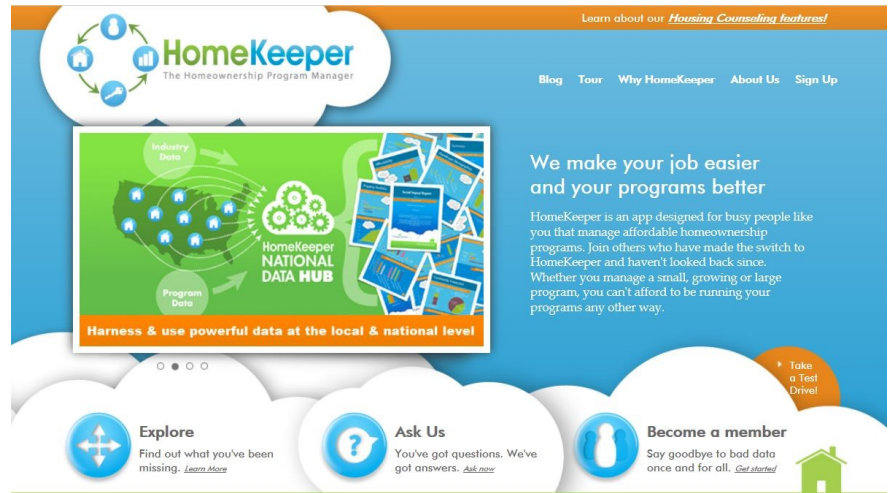 Learn about our Housing Counseling features!
HomeKeeper
The Homeownership Program Manager
Blog Tour Why HomeKeeper About Us Sign Up
Industry
Data
HomeKeeper
NATIONAL
DATA HUB
Program
Data
Harness & use powerful data at the local & national level
We make your job easier
and your programs better
HomeKeeper is an app designed for busy people like
you that manage affordable homeownership
programs. Join others who have made the switch to
HomeKeeper and haven't looked back since.
Whether you manage a small, growing or large
program, you can't afford to be running your
programs any other way.
Take
a Test
Drive!
Explore
Find out what you've been
missing. Learn More
Ask Us
You've got questions. We've
got answers. Ask now
Become a member
Say goodbye to bad data
once and for all. Get started